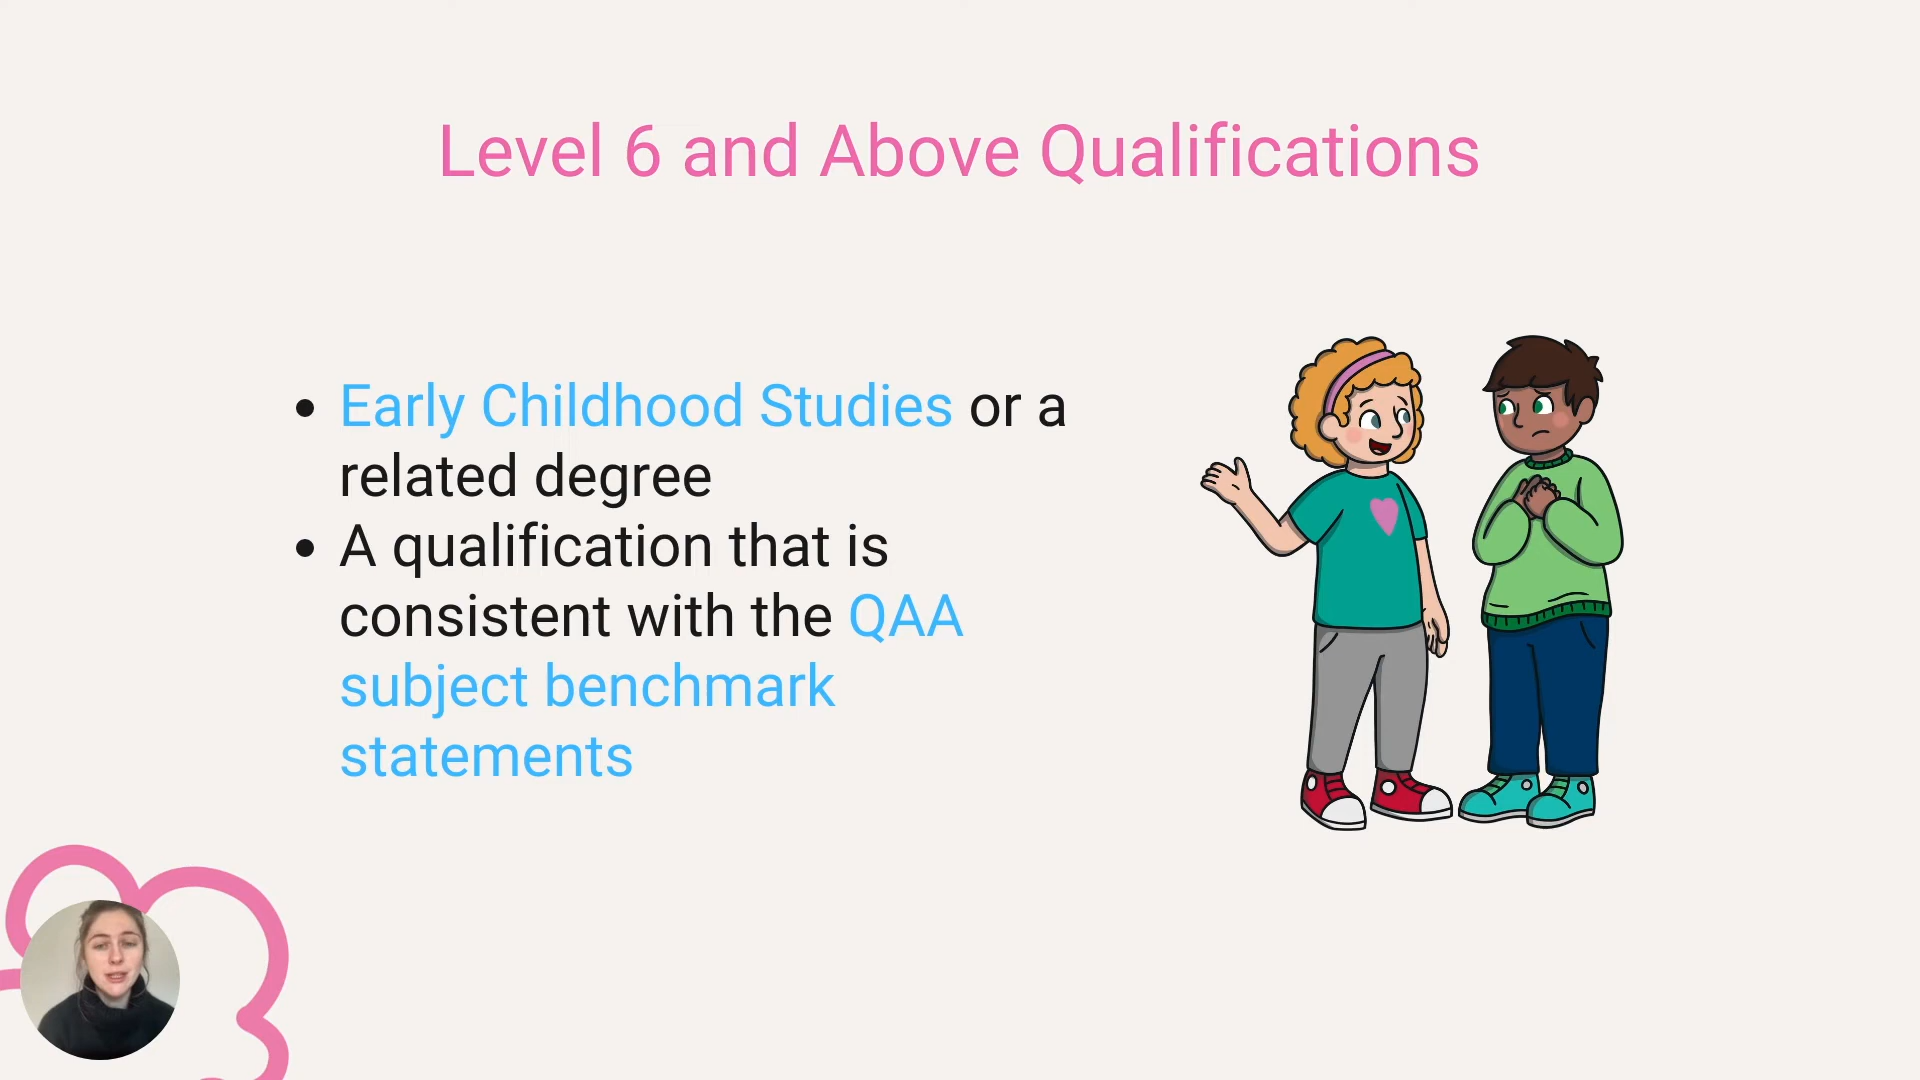 Level 6 and Above Qualifications
• Early Childhood Studies or a
related degree
• A qualification that is
consistent with the QAA
subject benchmark
statements